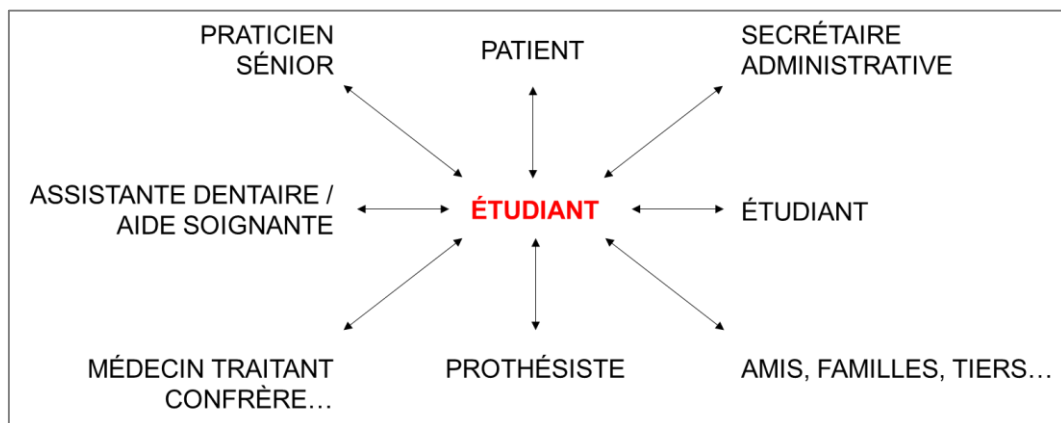 PRATICIEN
SÉNIOR
PATIENT
SECRÉTAIRE
ADMINISTRATIVE
ASSISTANTE DENTAIRE /
AIDE SOIGNANTE
ÉTUDIANT
ÉTUDIANT
MÉDECIN TRAITANT
CONFRÈRE…
PROTHÉSISTE
AMIS, FAMILLES, TIERS…